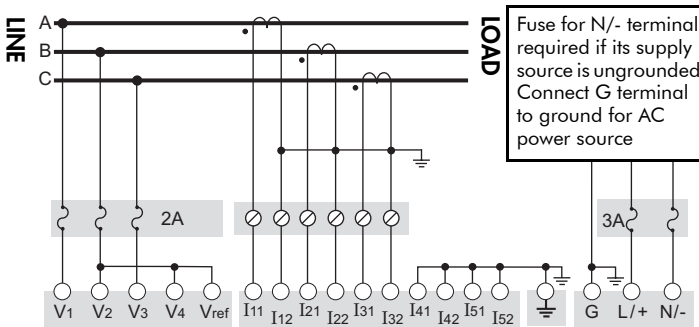 A
B
C
LINE
LOAD
Fuse for N/- terminal
required if its supply
source is ungrounded
Connect G terminal
to ground for AC
power source
2A
3A
V1 V2 V3 V4 Vref I11 I12 I21 I22 I31 I32 I41 I42 I51 I52 G L/+ N/-